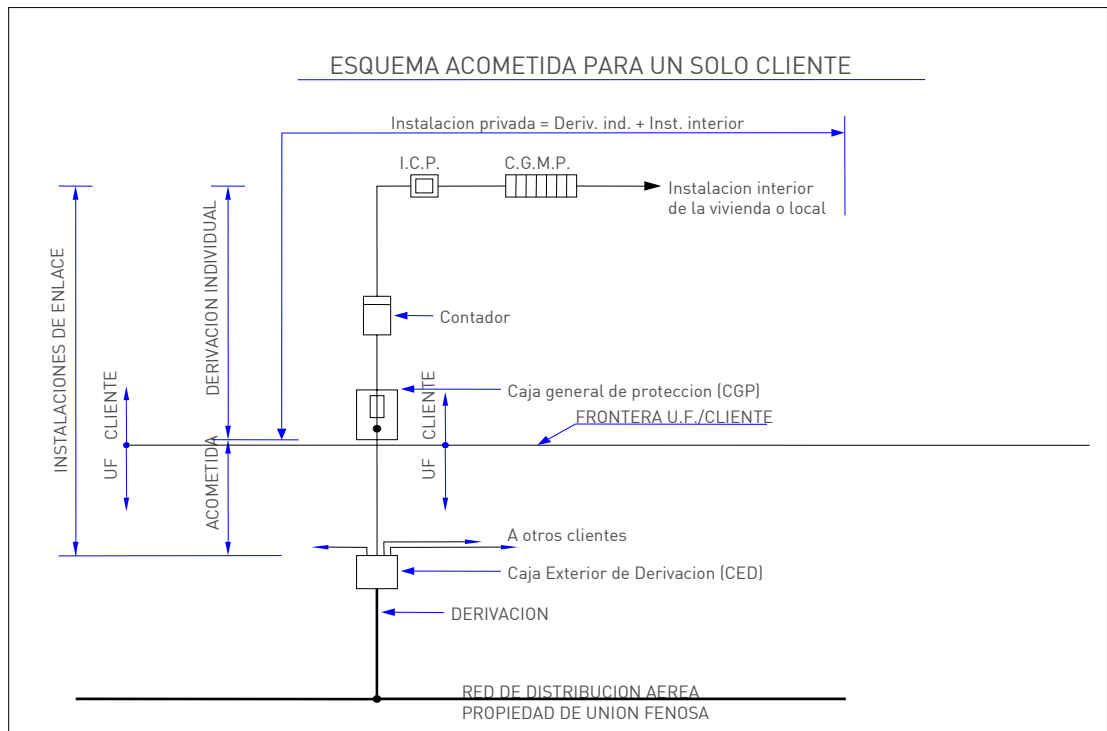 ESQUEMA ACOMETIDA PARA UN SOLO CLIENTE
Instalacion privada = Deriv. ind. + Inst. interior
I.C.P.
C.G.M.P.
Instalacion interior
de la vivienda o local
INSTALACIONES DE ENLACE
DERIVACION INDIVIDUAL
Contador
CLIENTE
CLIENTE
Caja general de proteccion (CGP)
FRONTERA U.F./CLIENTE
UF
ACOMETIDA
UF
A otros clientes
Caja Exterior de Derivacion (CED)
DERIVACION
RED DE DISTRIBUCION AEREA
PROPIEDAD DE UNION FENOSA